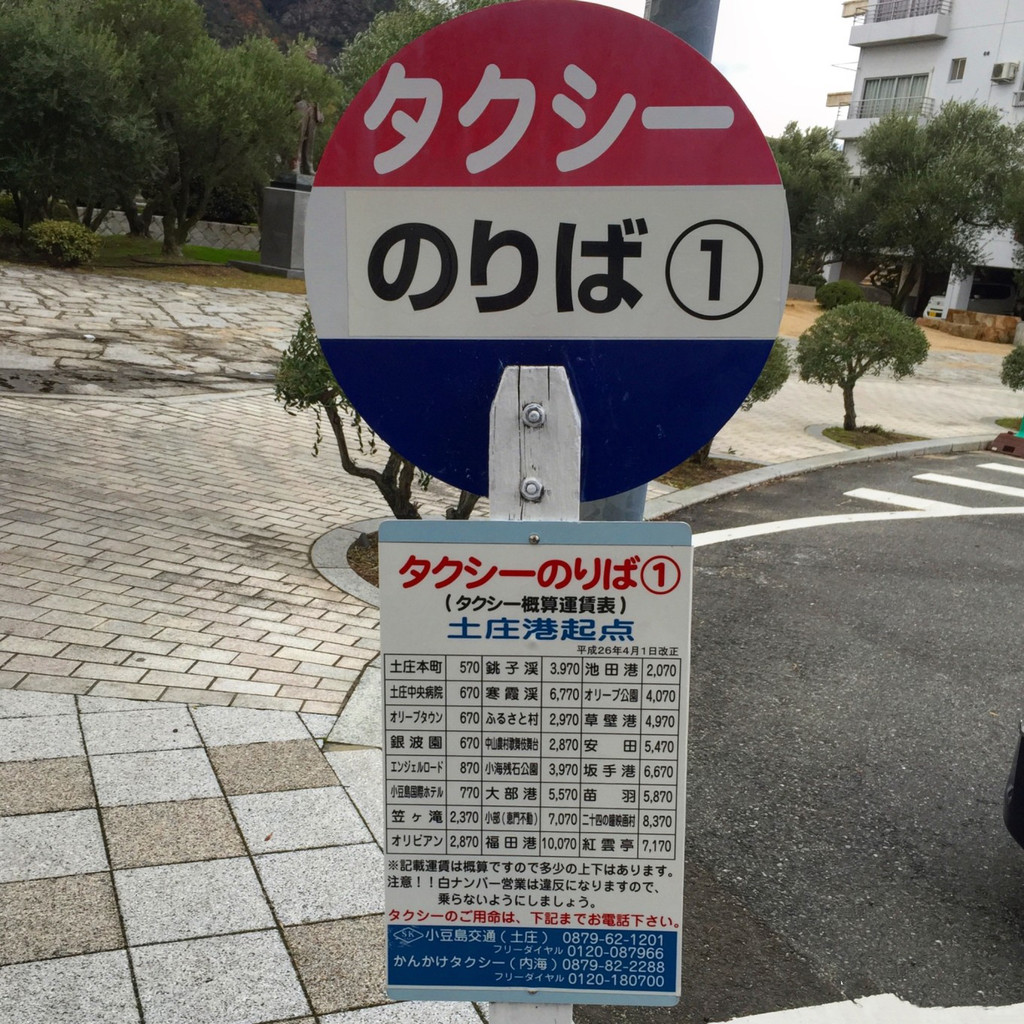 タクシー
のりば①
タクシーのりば①
（タクシー概算運賃表）
土庄港起点
平成26年4月1日改正
土庄本町 570 銚子渓 3.970 池田港 2,070
土庄中央病院 670 寒霞渓 6,770 オリーブ公園 4,070
オリーブタウン 670 ふるさと村 2,970 草壁港 4,970
銀波園 670 中山農村歌舞伎舞台 2,870 安田 5,470
エンジェルロード 870 小海残石公園 3,970 坂手港 6,670
小豆島国際ホテル 770 大部港 5,570 苗羽 5,870
笠ヶ滝 2,370 小部（恵門不動） 7,070 二十四の瞳映画村 8,370
オリビアン 2,870 福田港 10,070 紅雲亭 7,170
※記載運賃は概算ですので多少の上下はあります。
注意！！白ナンバー営業は違反になりますので、
乗らないようにしましょう。
タクシーのご用命は、下記までお電話下さい。
SK 小豆島交通（土庄） 0879-62-1201
フリーダイヤル 0120-087966
かんかけタクシー（内海） 0879-82-2288
フリーダイヤル 0120-180700